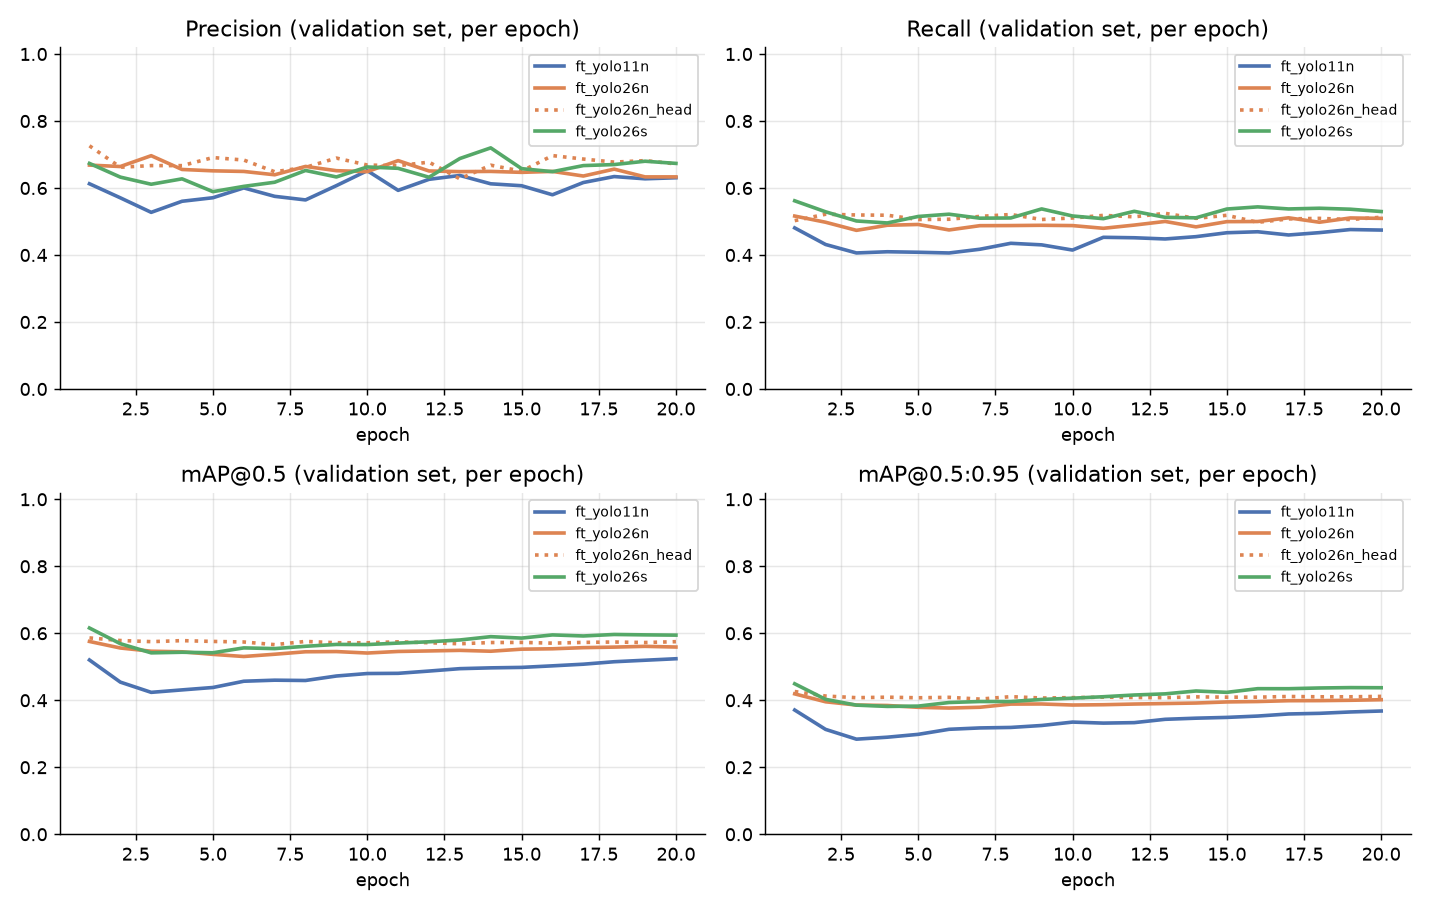 Precision (validation set, per epoch)
1.0
0.8
0.6
0.4
0.2
0.0
2.5 5.0 7.5 10.0 12.5 15.0 17.5 20.0
epoch
ft_yolo11n
ft_yolo26n
ft_yolo26n_head
ft_yolo26s
Recall (validation set, per epoch)
1.0
0.8
0.6
0.4
0.2
0.0
2.5 5.0 7.5 10.0 12.5 15.0 17.5 20.0
epoch
ft_yolo11n
ft_yolo26n
ft_yolo26n_head
ft_yolo26s
mAP@0.5 (validation set, per epoch)
1.0
0.8
0.6
0.4
0.2
0.0
2.5 5.0 7.5 10.0 12.5 15.0 17.5 20.0
epoch
ft_yolo11n
ft_yolo26n
ft_yolo26n_head
ft_yolo26s
mAP@0.5:0.95 (validation set, per epoch)
1.0
0.8
0.6
0.4
0.2
0.0
2.5 5.0 7.5 10.0 12.5 15.0 17.5 20.0
epoch
ft_yolo11n
ft_yolo26n
ft_yolo26n_head
ft_yolo26s